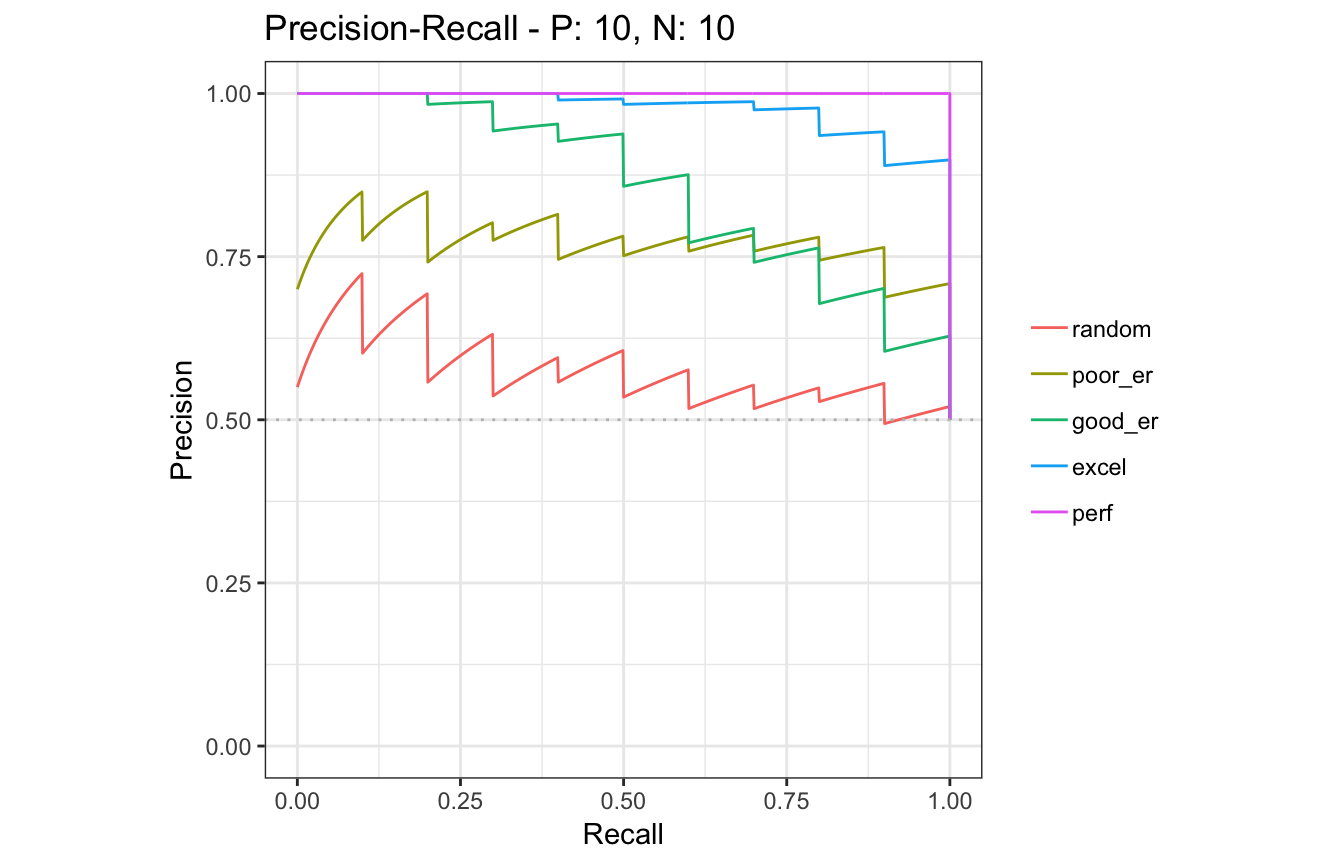 Precision-Recall - P: 10, N: 10
Precision
1.00
0.75
0.50
0.25
0.00
0.00 0.25 0.50 0.75 1.00
Recall
random
poor_er
good_er
excel
perf